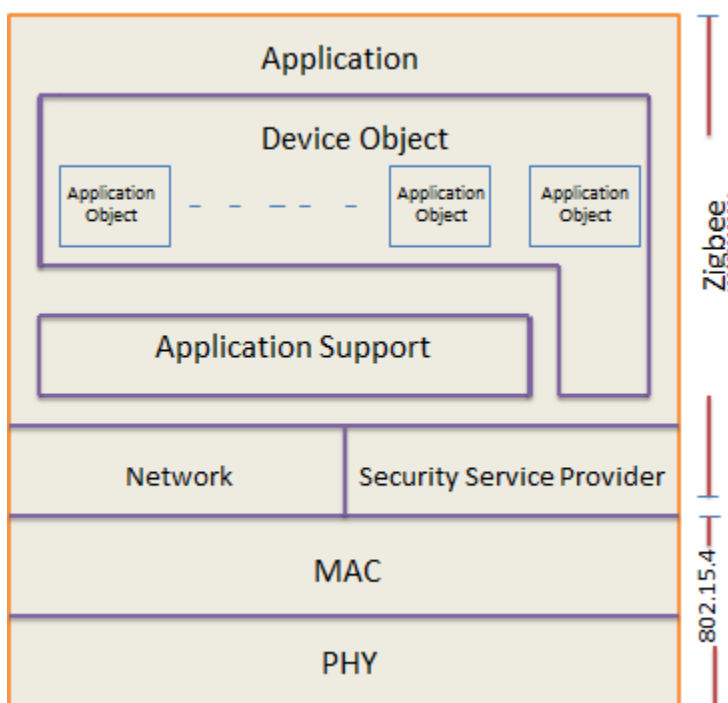 Application
Device Object
Application
Object
Application
Object
Application
Object
Application Support
Network
Security Service Provider
MAC
PHY
Zigbee
802.15.4